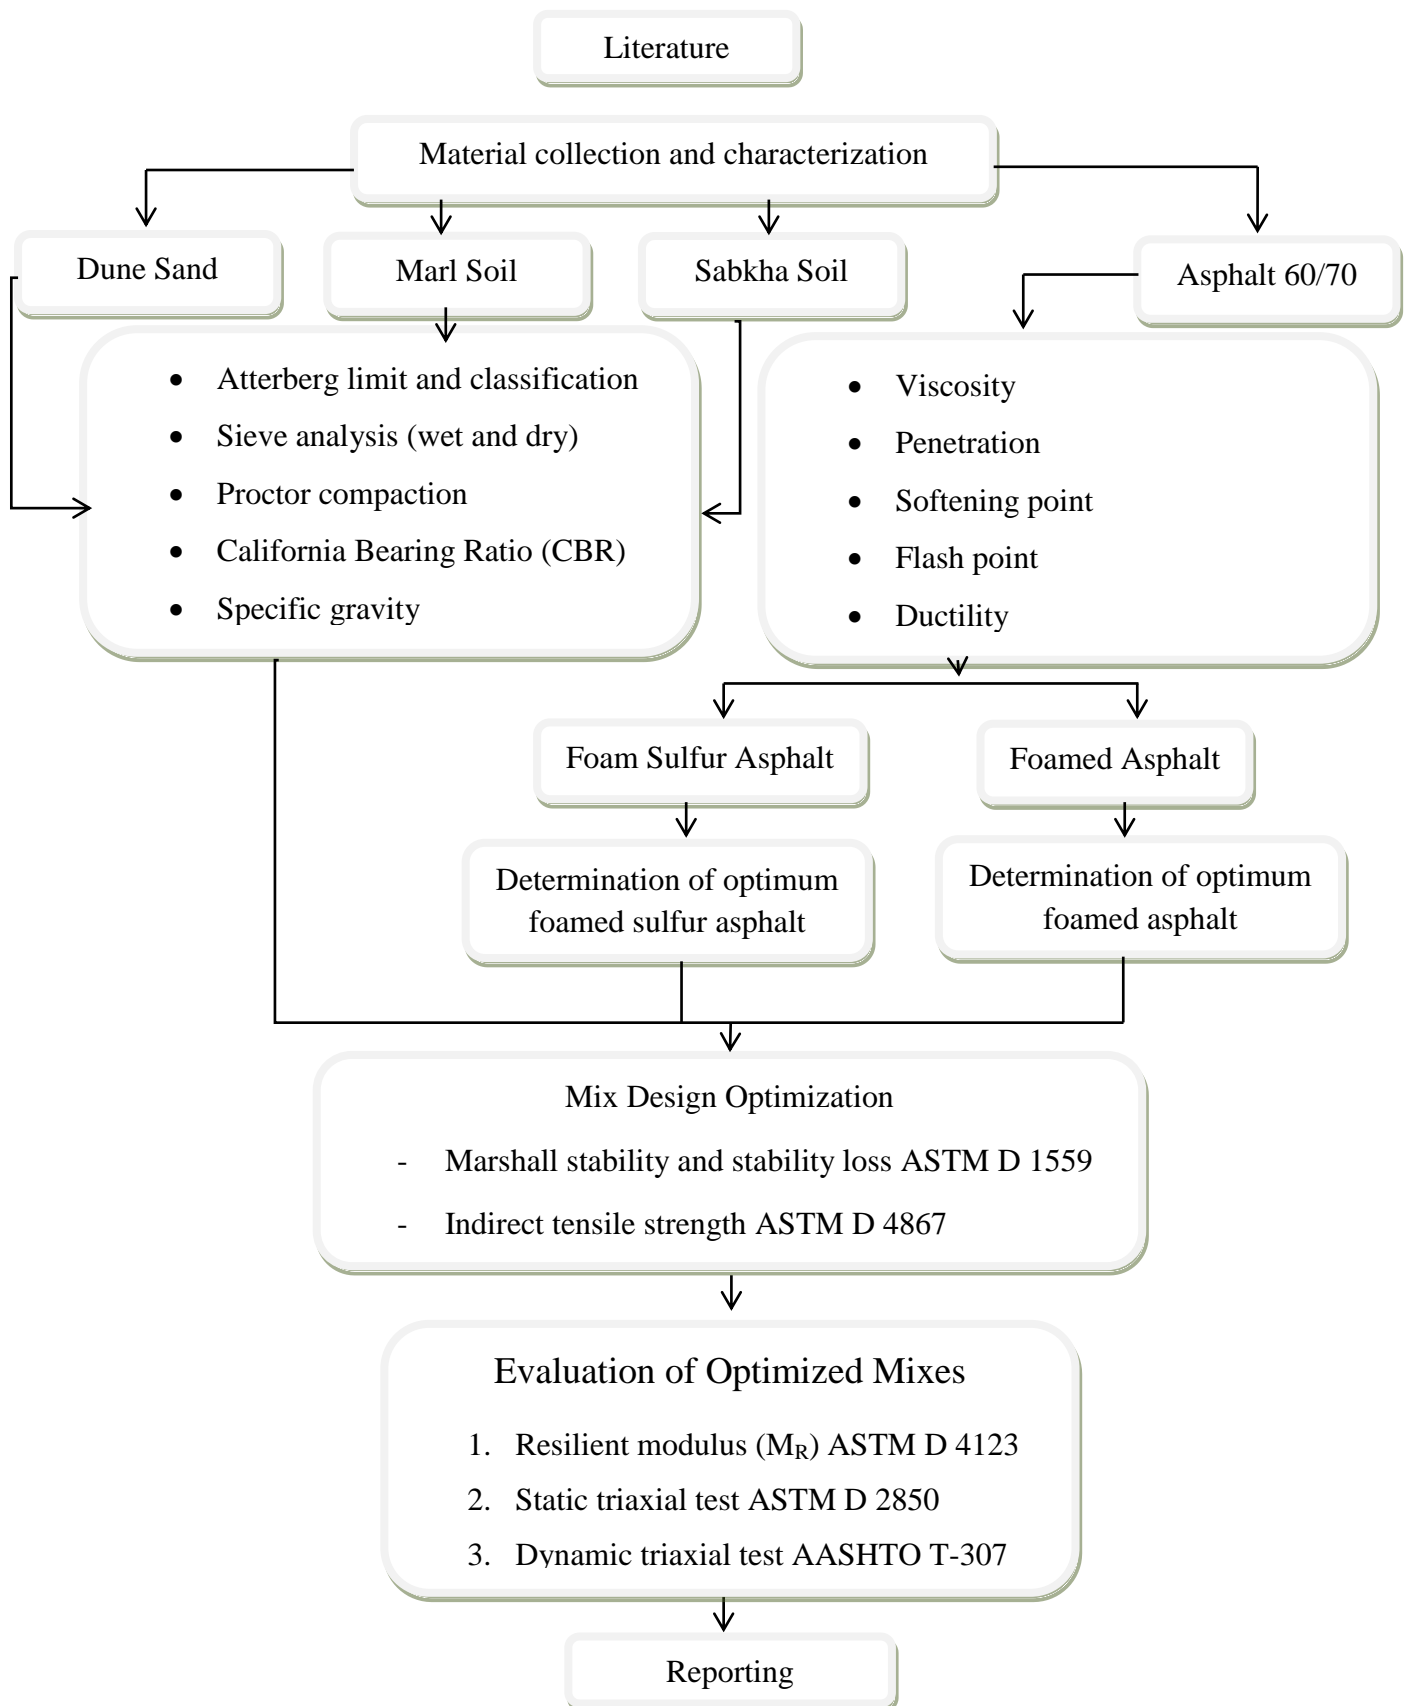 Literature
Material collection and characterization
Dune Sand
Marl Soil
Sabkha Soil
Asphalt 60/70
• Atterberg limit and classification
• Sieve analysis (wet and dry)
• Proctor compaction
• California Bearing Ratio (CBR)
• Specific gravity
• Viscosity
• Penetration
• Softening point
• Flash point
• Ductility
Foam Sulfur Asphalt
Foamed Asphalt
Determination of optimum
foamed sulfur asphalt
Determination of optimum
foamed asphalt
Mix Design Optimization
- Marshall stability and stability loss ASTM D 1559
- Indirect tensile strength ASTM D 4867
Evaluation of Optimized Mixes
1. Resilient modulus (MR) ASTM D 4123
2. Static triaxial test ASTM D 2850
3. Dynamic triaxial test AASHTO T-307
Reporting